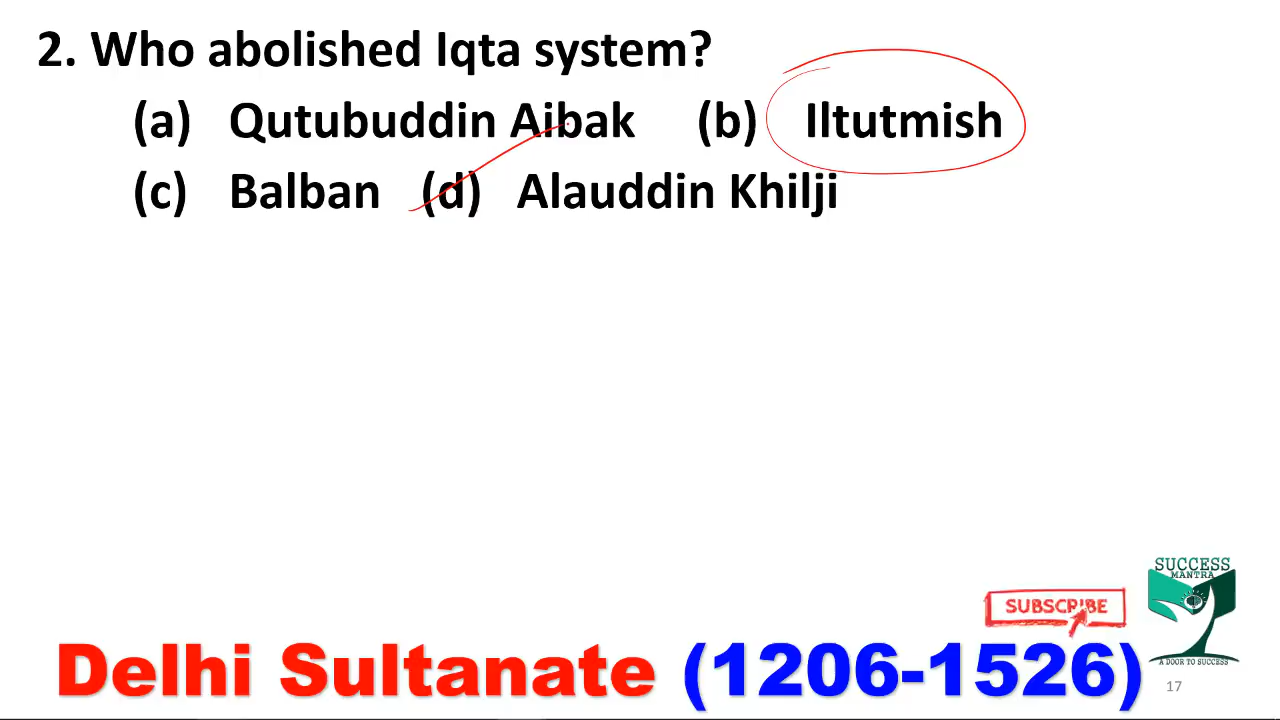 2. Who abolished Iqta system?
(a) Qutubuddin Aibak (b) Iltutmish
(c) Balban (d) Alauddin Khilji
SUCCESS
MANTRA
A DOOR TO SUCCESS
SUBSCRIBE
Delhi Sultanate (1206-1526)
17